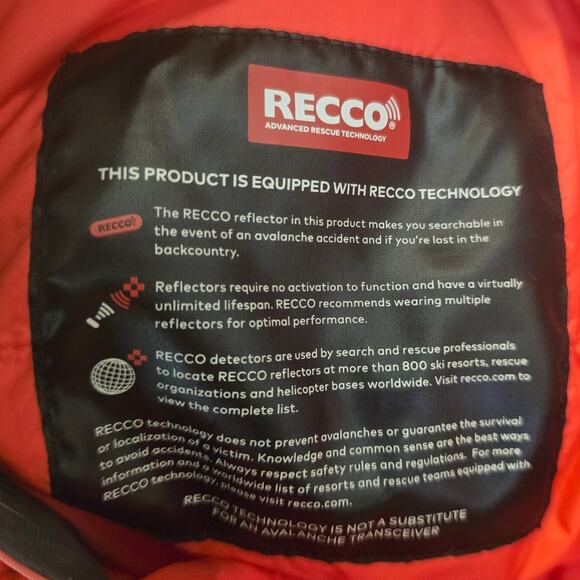 RECCO®
ADVANCED RESCUE TECHNOLOGY
THIS PRODUCT IS EQUIPPED WITH RECCO TECHNOLOGY
RECCO
The RECCO reflector in this product makes you searchable in
the event of an avalanche accident and if you're lost in the
backcountry.
Reflectors require no activation to function and have a virtually
unlimited lifespan. RECCO recommends wearing multiple
reflectors for optimal performance.
RECCO detectors are used by search and rescue professionals
to locate RECCO reflectors at more than 800 ski resorts, rescue
organizations and helicopter bases worldwide. Visit recco.com to
view the complete list.
RECCO technology does not prevent avalanches or guarantee the survival
or localization of a victim. Knowledge and common sense are the best ways
to avoid accidents. Always respect safety rules and regulations. For more
information and a worldwide list of resorts and rescue teams equipped with
RECCO technology, please visit recco.com.
RECCO TECHNOLOGY IS NOT A SUBSTITUTE
FOR AN AVALANCHE TRANSCEIVER